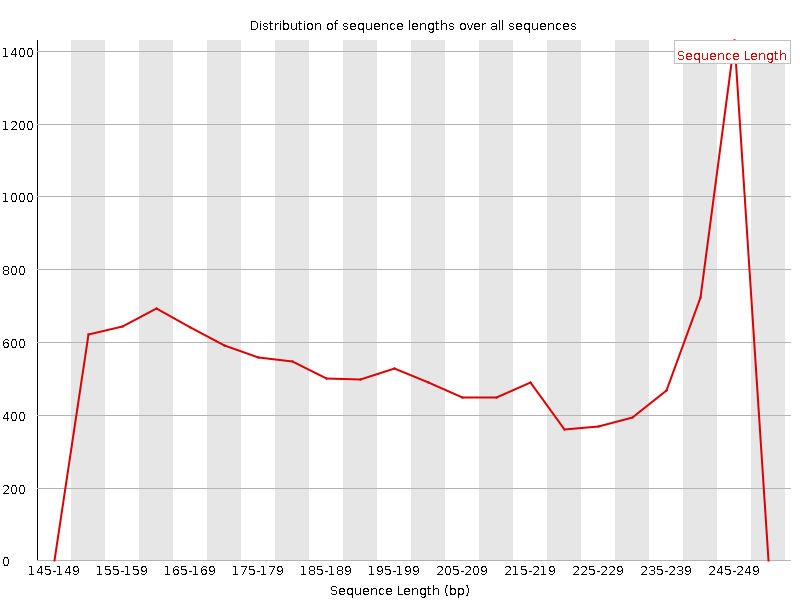 Distribution of sequence lengths over all sequences
Sequence Length
1400
1200
1000
800
600
400
200
0
145-149 155-159 165-169 175-179 185-189 195-199 205-209 215-219 225-229 235-239 245-249
Sequence Length (bp)